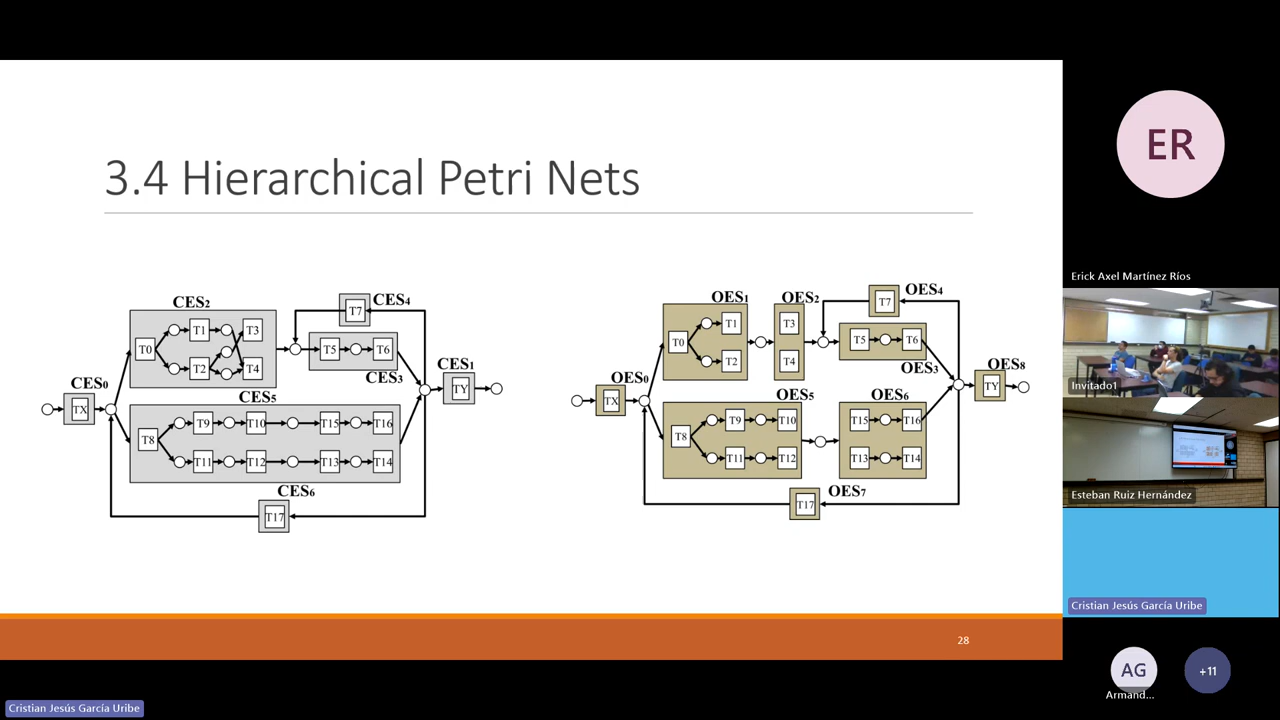 3.4 Hierarchical Petri Nets
CES0
TX
CES2
T0
T1
T2
T3
T4
CES4
T7
T5
T6
CES3
CES1
TY
CES5
T8
T9
T10
T15
T16
T11
T12
T13
T14
CES6
T17
OES0
TX
OES1
T0
T1
T2
OES2
T3
T4
OES4
T7
T5
T6
OES3
OES8
TY
OES5
T8
T9
T10
T11
T12
OES6
T15
T16
T13
T14
OES7
T17
28
ER
Erick Axel Martínez Ríos
Invitado1
Esteban Ruiz Hernández
Cristian Jesús García Uribe
AG
Armand...
+11
Cristian Jesús García Uribe